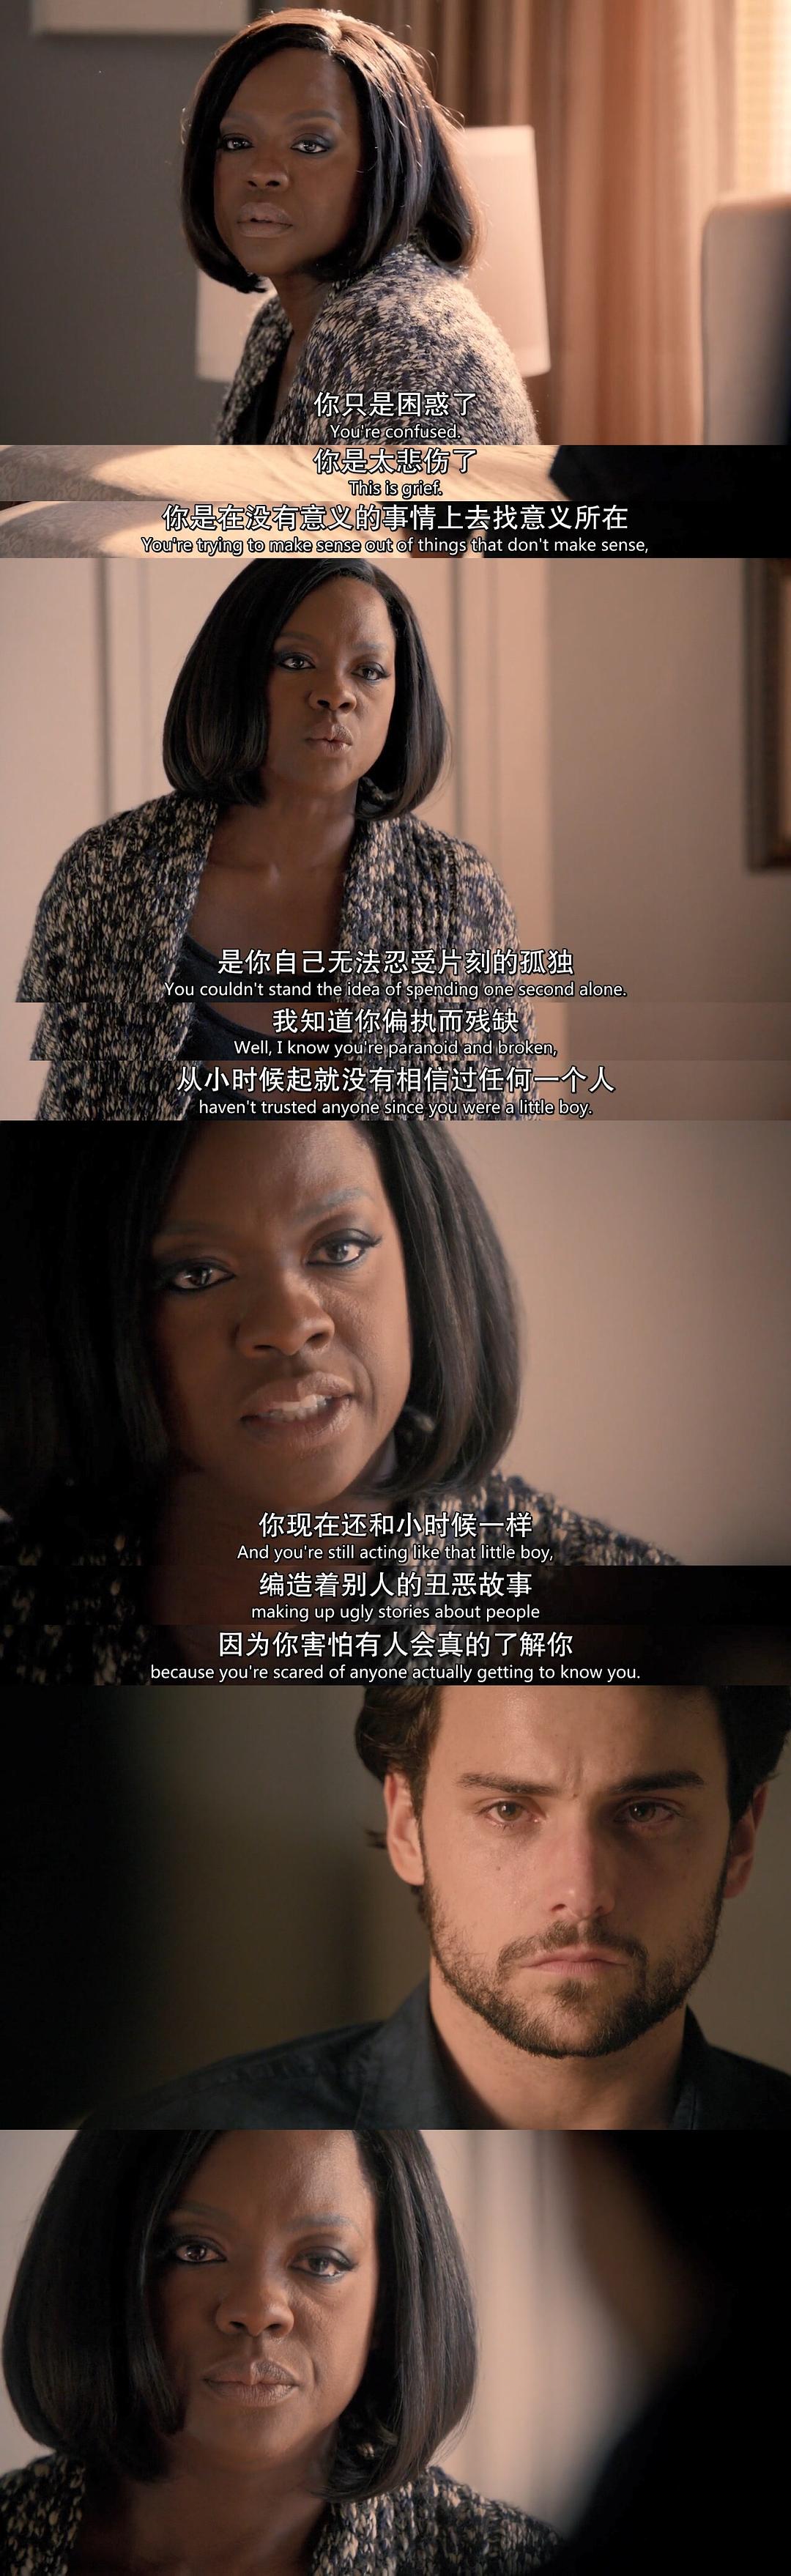 你只是困惑了
You're confused.
你是太悲伤了
This is grief.
你是在没有意义的事情上去找意义所在
You're trying to make sense out of things that don't make sense,
是你自己无法忍受片刻的孤独
You couldn't stand the idea of spending one second alone.
我知道你偏执而残缺
Well, I know you're paranoid and broken,
从小时候起就没有相信过任何一个人
haven't trusted anyone since you were a little boy.
你现在还和小时候一样
And you're still acting like that little boy,
编造着别人的丑恶故事
making up ugly stories about people
因为你害怕有人会真的了解你
because you're scared of anyone actually getting to know you.